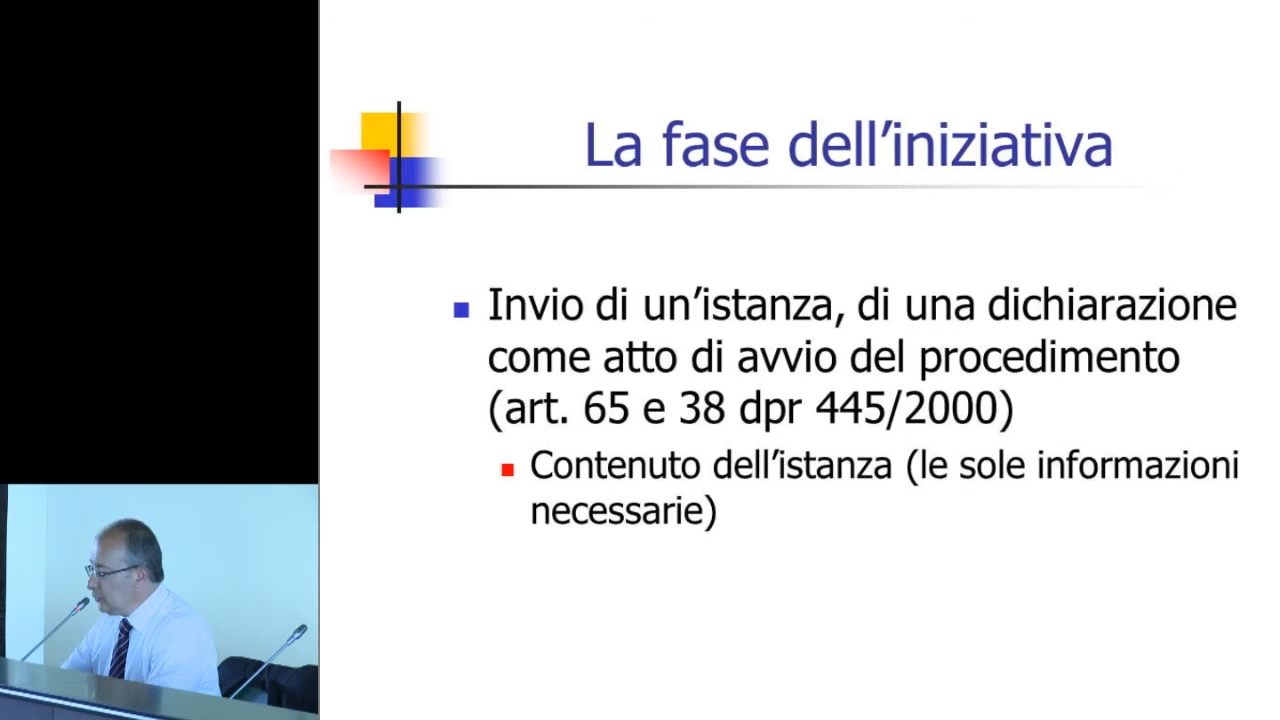 La fase dell’iniziativa
Invio di un’istanza, di una dichiarazione
come atto di avvio del procedimento
(art. 65 e 38 dpr 445/2000)
Contenuto dell’istanza (le sole informazioni
necessarie)